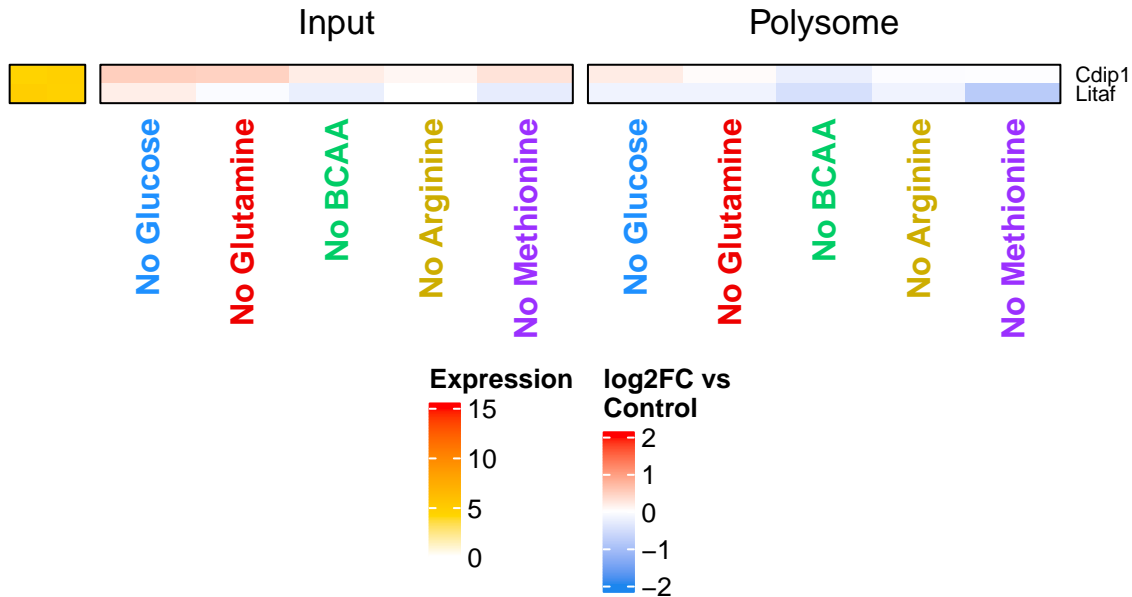 Input
Polysome
Cdip1
Litaf
No Glucose
No Glutamine
No BCAA
No Arginine
No Methionine
No Glucose
No Glutamine
No BCAA
No Arginine
No Methionine
Expression
15
10
5
0
log2FC vs
Control
2
1
0
−1
−2